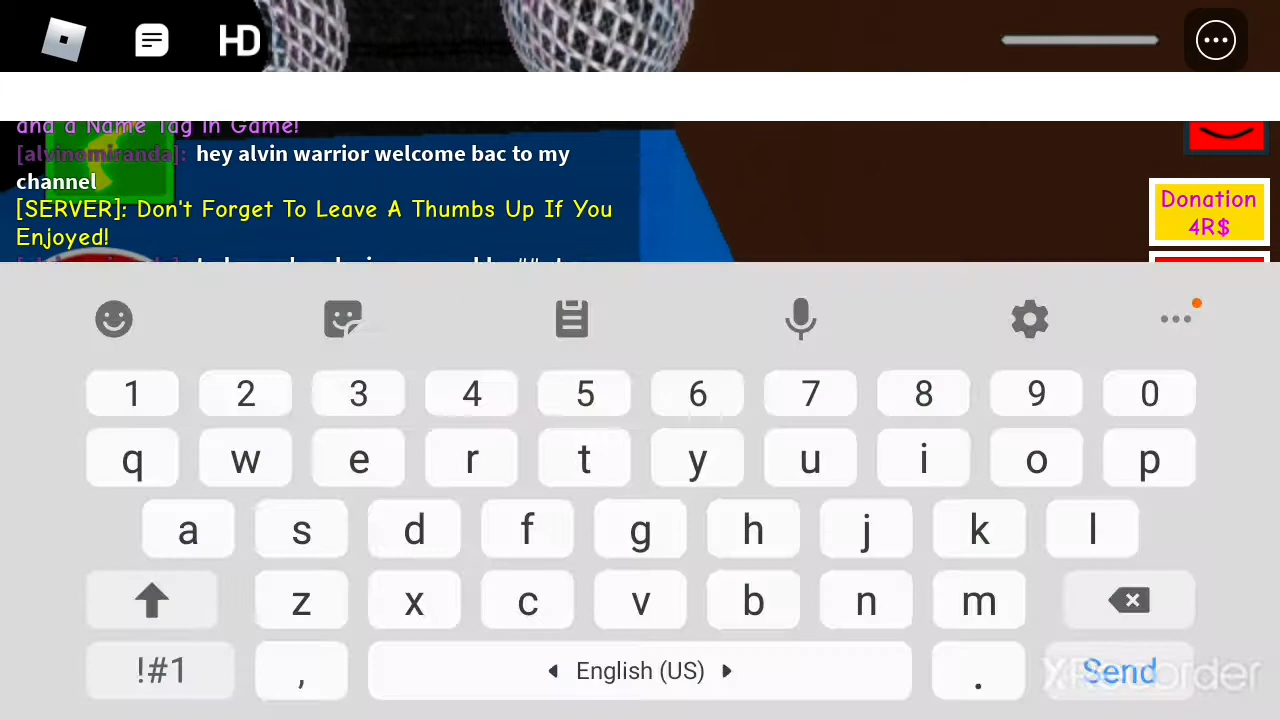 HD
and a Name Tag in Game!
[alvinomiranda]: hey alvin warrior welcome bac to my
channel
[SERVER]: Don't Forget To Leave A Thumbs Up If You
Enjoyed!
Donation
4R$
1 2 3 4 5 6 7 8 9 0
q w e r t y u i o p
a s d f g h j k l
z x c v b n m
!#1 , English (US) . Send
XRecorder